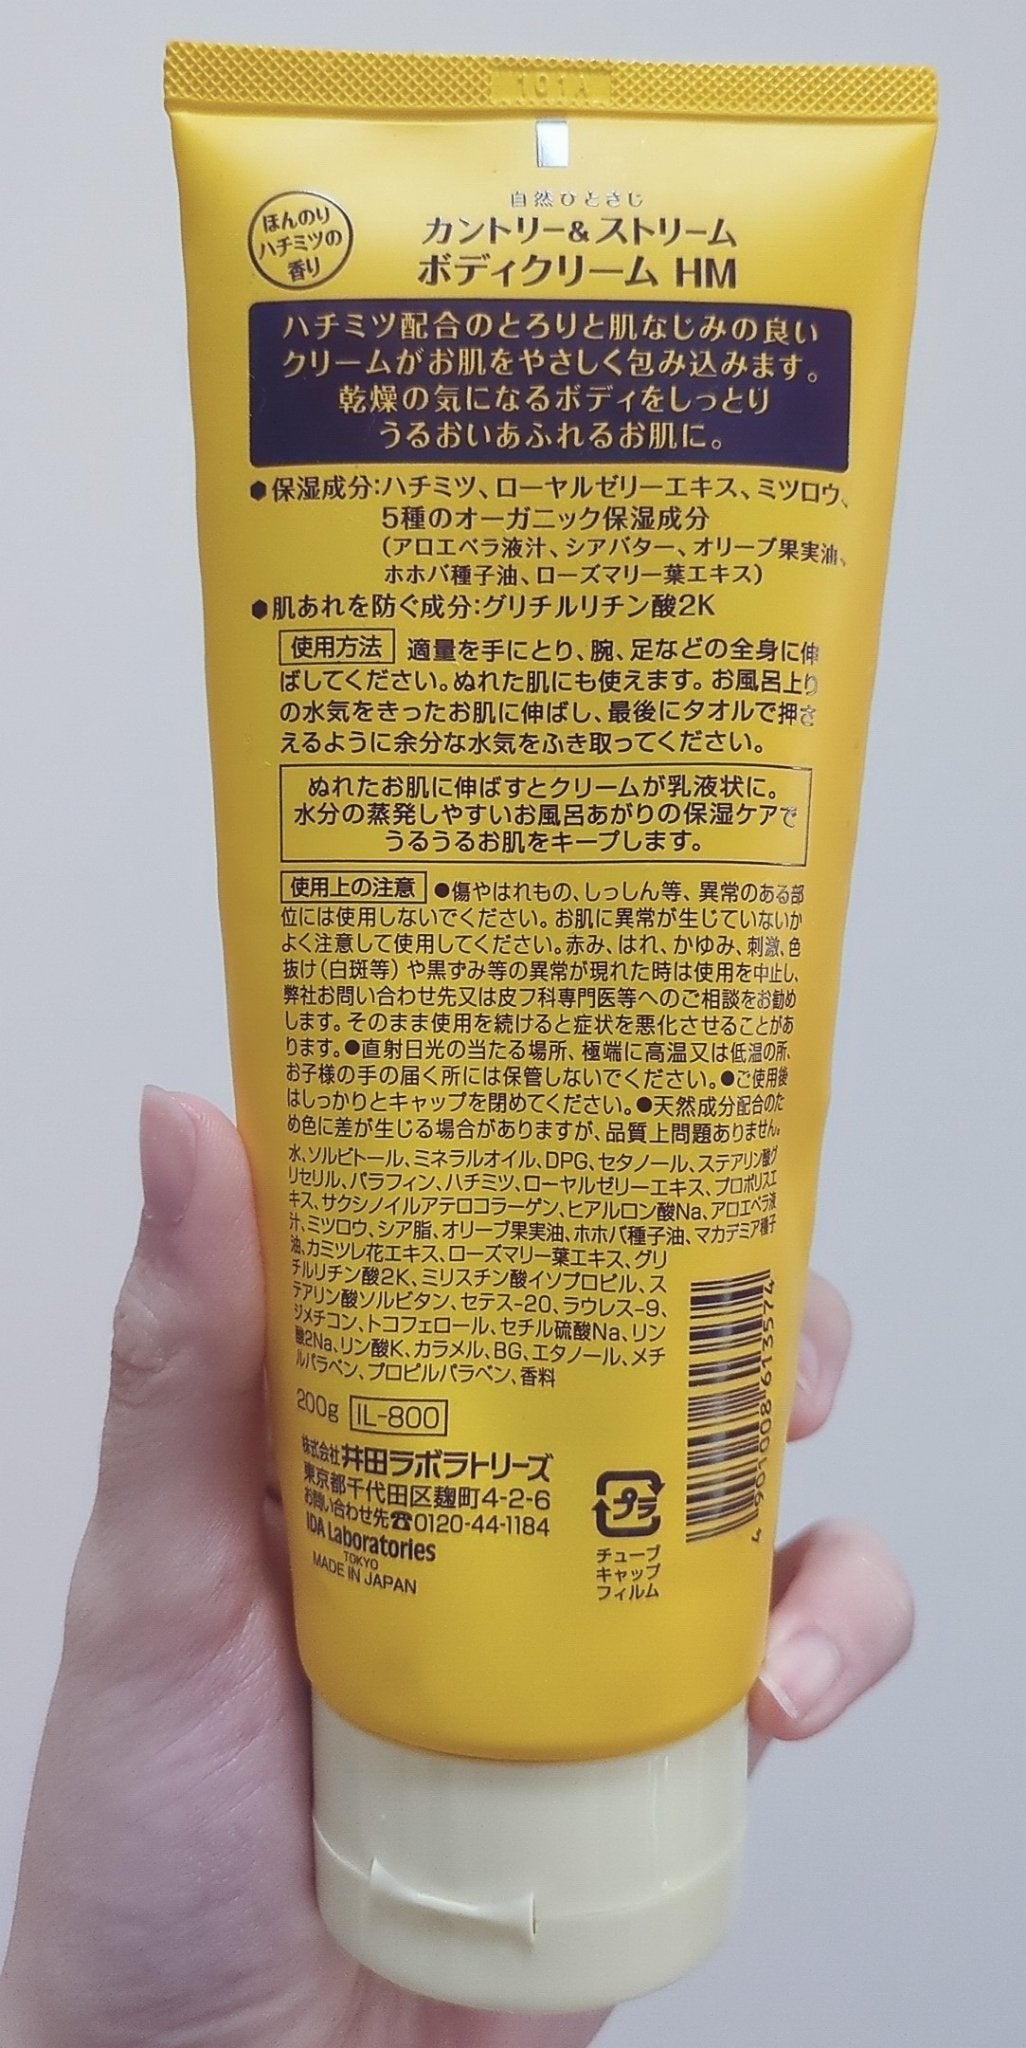 101A
自然ひとさじ
カントリー&ストリーム
ボディクリーム HM
ほんのり
ハチミツの
香り
ハチミツ配合のとろりと肌なじみの良い
クリームがお肌をやさしく包み込みます。
乾燥の気になるボディをしっとり
うるおいあふれるお肌に。
●保湿成分:ハチミツ、ローヤルゼリーエキス、ミツロウ、
5種のオーガニック保湿成分
(アロエベラ液汁、シアバター、オリーブ果実油、
ホホバ種子油、ローズマリー葉エキス)
●肌あれを防ぐ成分:グリチルリチン酸2K
使用方法 適量を手にとり、腕、足などの全身に伸
ばしてください。ぬれた肌にも使えます。お風呂上り
の水気をきったお肌に伸ばし、最後にタオルで押さ
えるように余分な水気をふき取ってください。
ぬれたお肌に伸ばすとクリームが乳液状に。
水分の蒸発しやすいお風呂あがりの保湿ケアで
うるうるお肌をキープします。
使用上の注意 ●傷やはれもの、しっしん等、異常のある部
位には使用しないでください。お肌に異常が生じていないか
よく注意して使用してください。赤み、はれ、かゆみ、刺激、色
抜け(白斑等)や黒ずみ等の異常が現れた時は使用を中止し、
弊社お問い合わせ先又は皮フ科専門医等へのご相談をお勧め
します。そのまま使用を続けると症状を悪化させることがあ
ります。●直射日光の当たる場所、極端に高温又は低温の所、
お子様の手の届く所には保管しないでください。●ご使用後
はしっかりとキャップを閉めてください。●天然成分配合のた
め色に差が生じる場合がありますが、品質上問題ありません。
水、ソルビトール、ミネラルオイル、DPG、セタノール、ステアリン酸グ
リセリル、パラフィン、ハチミツ、ローヤルゼリーエキス、プロポリスエ
キス、サクシノイルアテロコラーゲン、ヒアルロン酸Na、アロエベラ液
汁、ミツロウ、シア脂、オリーブ果実油、ホホバ種子油、マカデミア種子
油、カミツレ花エキス、ローズマリー葉エキス、グリ
チルリチン酸2K、ミリスチン酸イソプロピル、ス
テアリン酸ソルビタン、セテス-20、ラウレス-9、
ジメチコン、トコフェロール、セチル硫酸Na、リン
酸2Na、リン酸K、カラメル、BG、エタノール、メチ
ルパラベン、プロピルパラベン、香料
200g IL-800
株式会社 井田ラボラトリーズ
東京都千代田区麹町4-2-6
お問い合わせ先☎0120-44-1184
IDA Laboratories
TOKYO
MADE IN JAPAN
プラ
チューブ
キャップ
フィルム
4 901008 613574